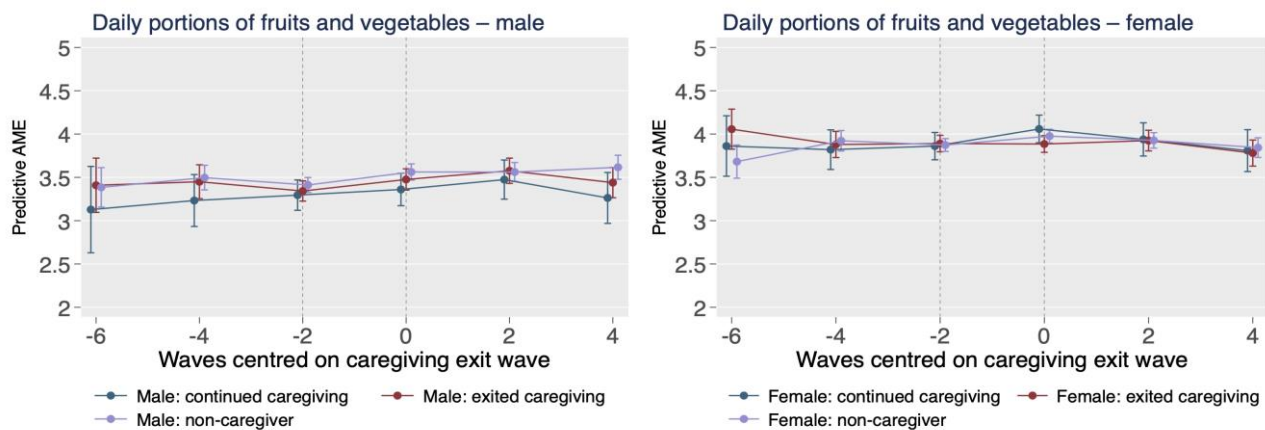 Daily portions of fruits and vegetables – male
5
4.5
4
3.5
3
2.5
2
Predictive AME
-6 -4 -2 0 2 4
Waves centred on caregiving exit wave
Male: continued caregiving Male: exited caregiving
Male: non-caregiver
Daily portions of fruits and vegetables – female
5
4.5
4
3.5
3
2.5
2
Predictive AME
-6 -4 -2 0 2 4
Waves centred on caregiving exit wave
Female: continued caregiving Female: exited caregiving
Female: non-caregiver